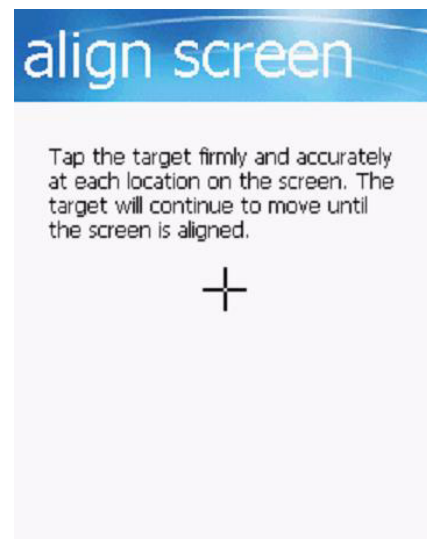 align screen
Tap the target firmly and accurately
at each location on the screen. The
target will continue to move until
the screen is aligned.